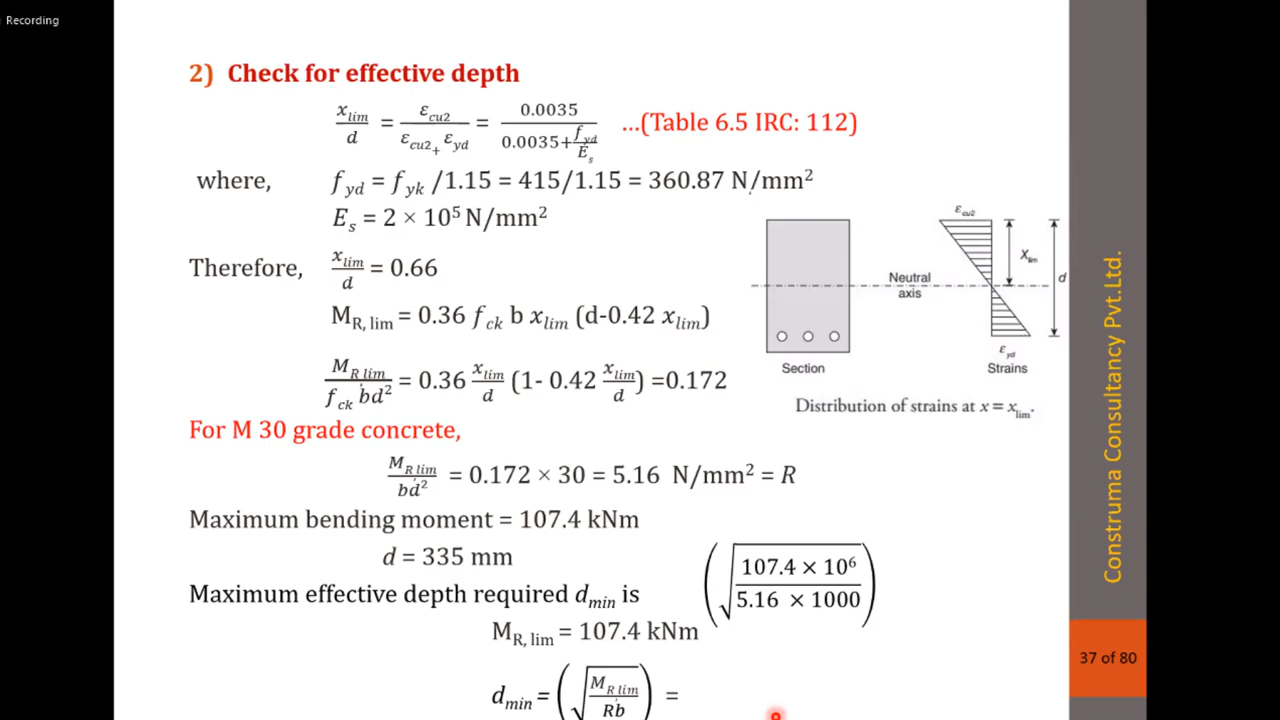 Recording
2) Check for effective depth
x_lim / d = ε_cu2 / ε_cu2+ ε_yd = 0.0035 / 0.0035+ f_yd/E_s ...(Table 6.5 IRC: 112)
where, f_yd = f_yk /1.15 = 415/1.15 = 360.87 N/mm²
E_s = 2 × 10⁵ N/mm²
Therefore, x_lim / d = 0.66
M_R, lim = 0.36 f_ck b x_lim (d-0.42 x_lim)
M_R lim / f_ck bd² = 0.36 x_lim/d (1- 0.42 x_lim/d) =0.172
ε_cu2
x_lim
d
Neutral
axis
ε_yd
Section
Strains
Distribution of strains at x = x_lim.
For M 30 grade concrete,
M_R lim / bd² = 0.172 × 30 = 5.16 N/mm² = R
Maximum bending moment = 107.4 kNm
d = 335 mm
Maximum effective depth required d_min is
M_R, lim = 107.4 kNm
d_min = (√(M_R lim / Rb)) =
(√(107.4 × 10⁶ / 5.16 × 1000))
Construma Consultancy Pvt.Ltd.
37 of 80